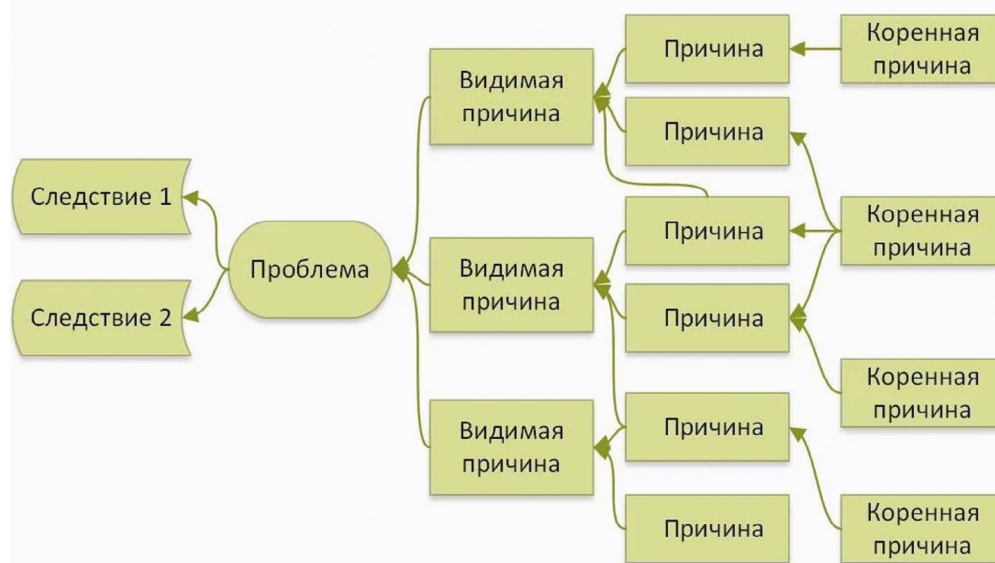 Следствие 1
Следствие 2
Проблема
Видимая
причина
Видимая
причина
Видимая
причина
Причина
Причина
Причина
Причина
Причина
Причина
Коренная
причина
Коренная
причина
Коренная
причина
Коренная
причина